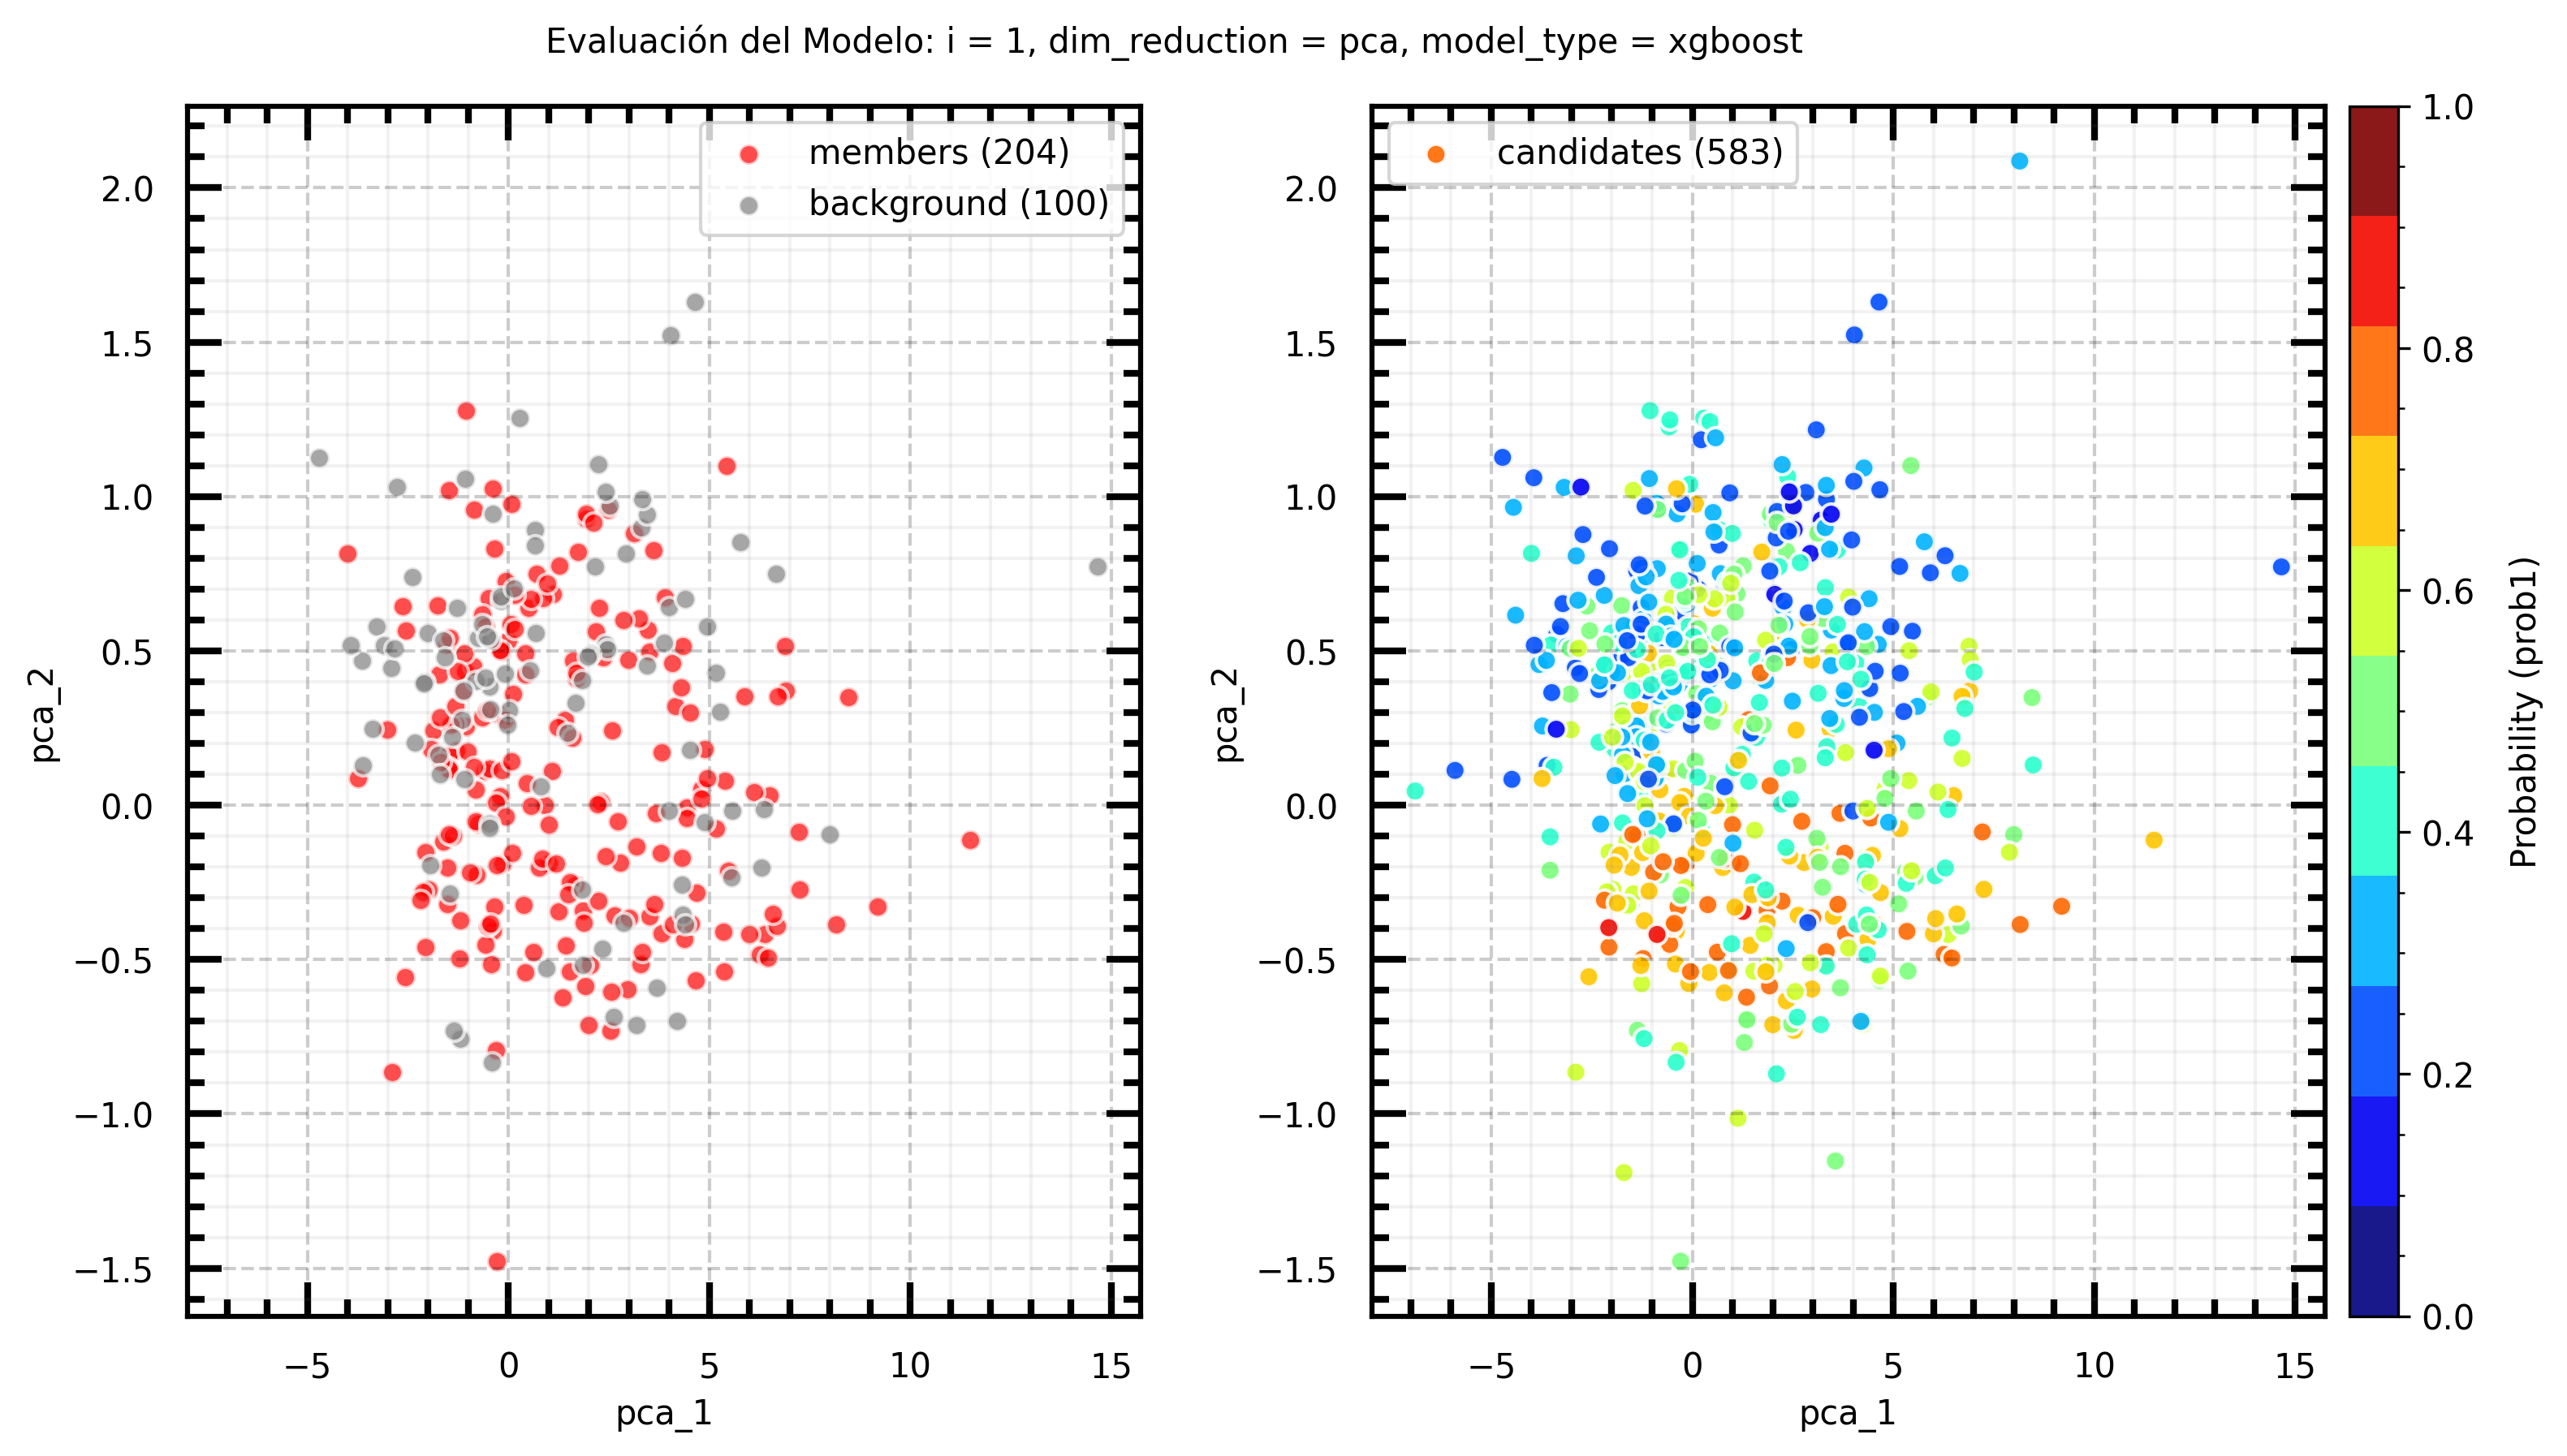 Evaluación del Modelo: i = 1, dim_reduction = pca, model_type = xgboost
members (204)
background (100)
2.0
1.5
1.0
0.5
0.0
−0.5
−1.0
−1.5
pca_2
−5 0 5 10 15
pca_1
candidates (583)
2.0
1.5
1.0
0.5
0.0
−0.5
−1.0
−1.5
pca_2
−5 0 5 10 15
pca_1
1.0
0.8
0.6
0.4
0.2
0.0
Probability (prob1)